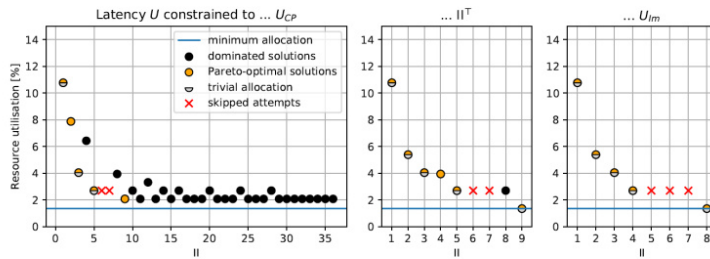 Latency U constrained to ... U_CP
... II^⊤
... U_Im
Resource utilisation [%]
14
12
10
8
6
4
2
0
minimum allocation
dominated solutions
Pareto-optimal solutions
trivial allocation
skipped attempts
0 5 10 15 20 25 30 35
II
14
12
10
8
6
4
2
0
1 2 3 4 5 6 7 8 9
II
14
12
10
8
6
4
2
0
1 2 3 4 5 6 7 8
II